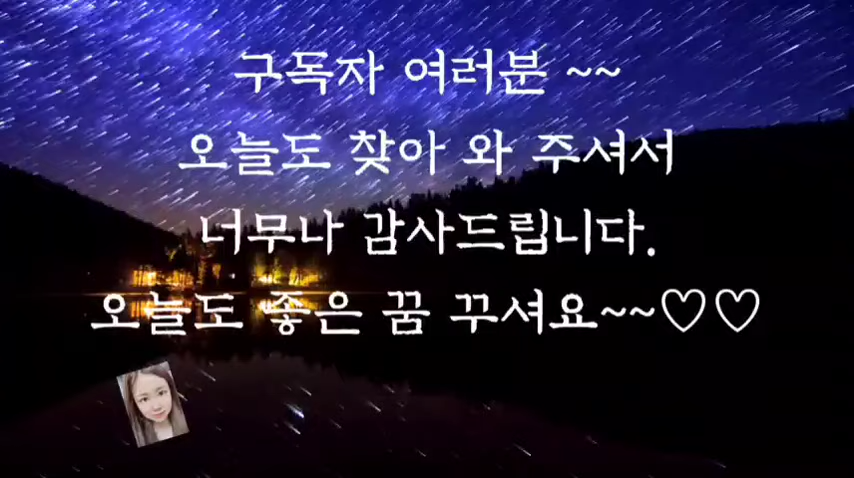 구독자 여러분 ~~
오늘도 찾아 와 주셔서
너무나 감사드립니다.
오늘도 좋은 꿈 꾸셔요~~♡♡